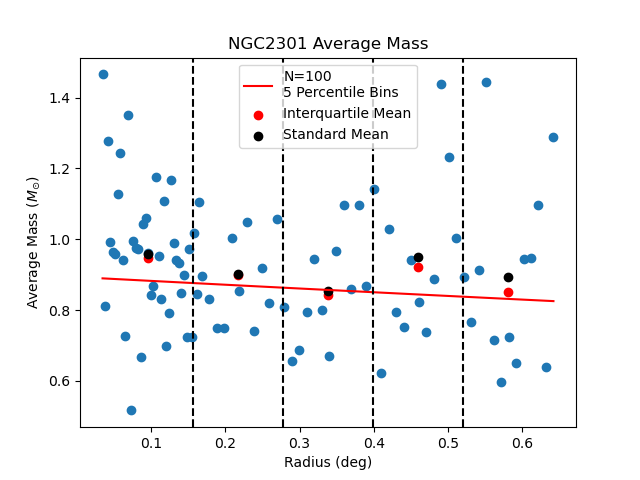 NGC2301 Average Mass
N=100
5 Percentile Bins
Interquartile Mean
Standard Mean
1.4
1.2
1.0
0.8
0.6
Average Mass (M⊙)
0.1 0.2 0.3 0.4 0.5 0.6
Radius (deg)